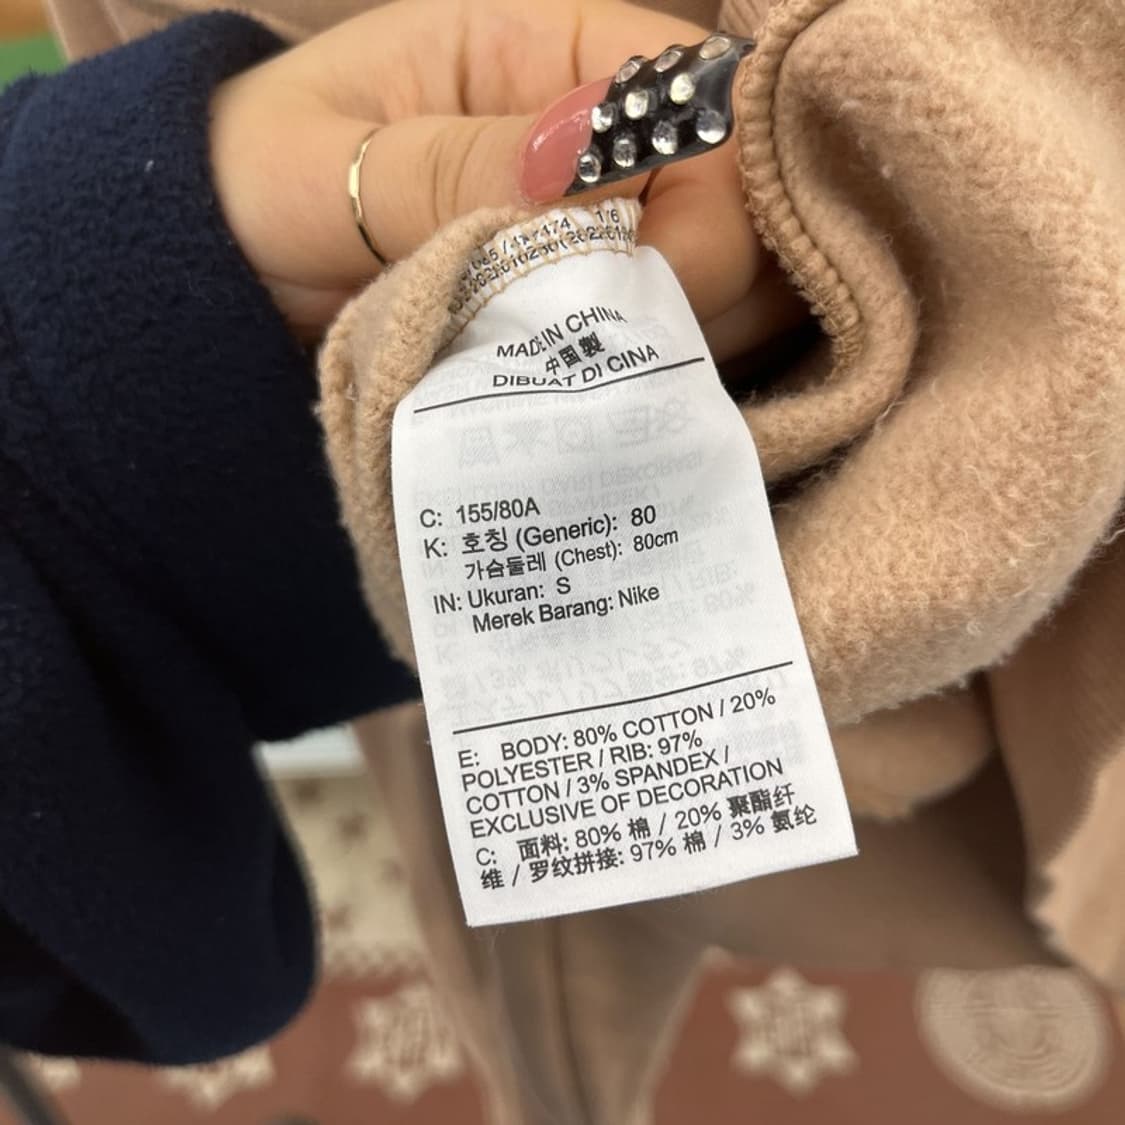 1/6
MADE IN CHINA
中国製
DIBUAT DI CINA
C: 155/80A
K: 호칭 (Generic): 80
가슴둘레 (Chest): 80cm
IN: Ukuran: S
Merek Barang: Nike
E: BODY: 80% COTTON / 20%
POLYESTER / RIB: 97%
COTTON / 3% SPANDEX /
EXCLUSIVE OF DECORATION
C: 面料: 80% 棉 / 20% 聚酯纤
维 / 罗纹拼接: 97% 棉 / 3% 氨纶